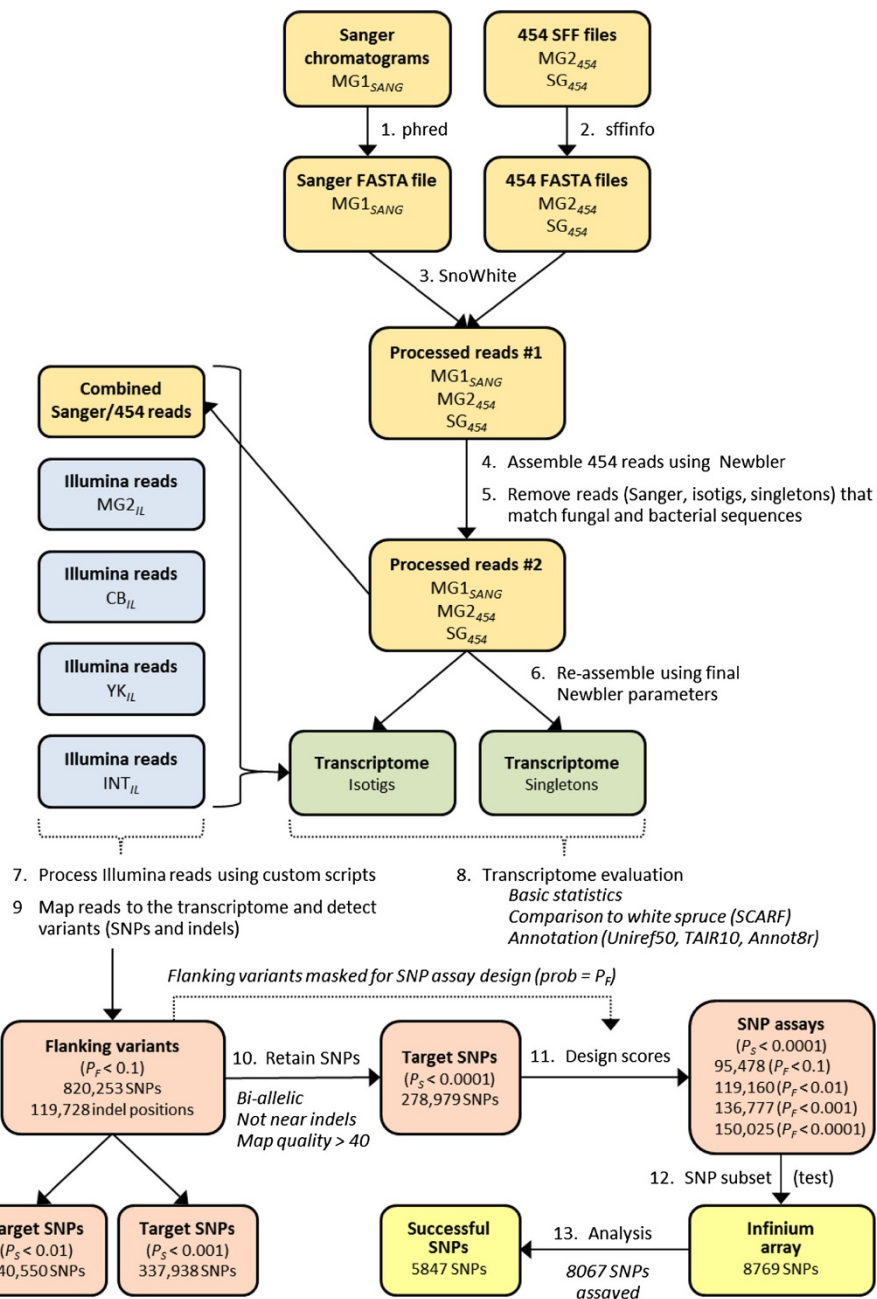 Sanger
chromatograms
MG1SANG
454 SFF files
MG2454
SG454
1. phred
2. sffinfo
Sanger FASTA file
MG1SANG
454 FASTA files
MG2454
SG454
3. SnoWhite
Processed reads #1
MG1SANG
MG2454
SG454
Combined
Sanger/454 reads
4. Assemble 454 reads using Newbler
5. Remove reads (Sanger, isotigs, singletons) that
match fungal and bacterial sequences
Illumina reads
MG2IL
Illumina reads
CBIL
Processed reads #2
MG1SANG
MG2454
SG454
Illumina reads
YKIL
6. Re-assemble using final
Newbler parameters
Illumina reads
INTIL
Transcriptome
Isotigs
Transcriptome
Singletons
7. Process Illumina reads using custom scripts
9 Map reads to the transcriptome and detect
variants (SNPs and indels)
8. Transcriptome evaluation
Basic statistics
Comparison to white spruce (SCARF)
Annotation (Uniref50, TAIR10, Annot8r)
Flanking variants masked for SNP assay design (prob = PF)
Flanking variants
(PF < 0.1)
820,253 SNPs
119,728 indel positions
10. Retain SNPs
Bi-allelic
Not near indels
Map quality > 40
Target SNPs
(PS < 0.0001)
278,979 SNPs
11. Design scores
SNP assays
(PS < 0.0001)
95,478 (PF < 0.1)
119,160 (PF < 0.01)
136,777 (PF < 0.001)
150,025 (PF < 0.0001)
12. SNP subset (test)
arget SNPs
(PS < 0.01)
40,550 SNPs
Target SNPs
(PS < 0.001)
337,938 SNPs
Successful
SNPs
5847 SNPs
13. Analysis
8067 SNPs
assayed
Infinium
array
8769 SNPs